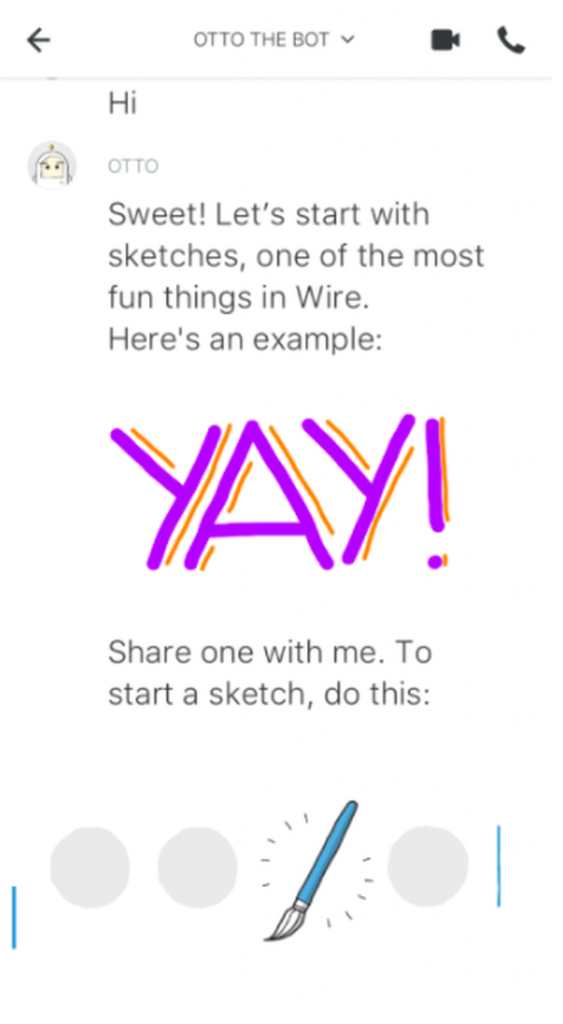 OTTO THE BOT
Hi
OTTO
Sweet! Let’s start with
sketches, one of the most
fun things in Wire.
Here's an example:
YAY!
Share one with me. To
start a sketch, do this: